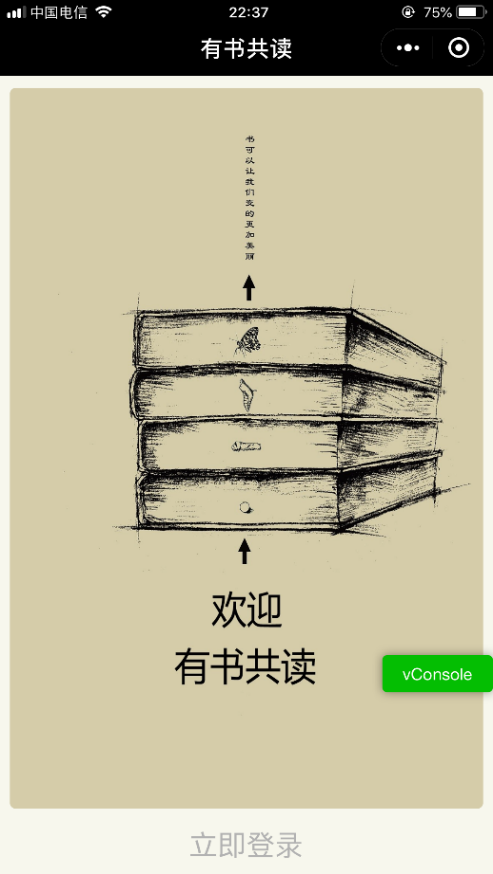 中国电信 22:37 75%
有书共读
书可以让我们变的更加美丽
欢迎
有书共读
vConsole
立即登录